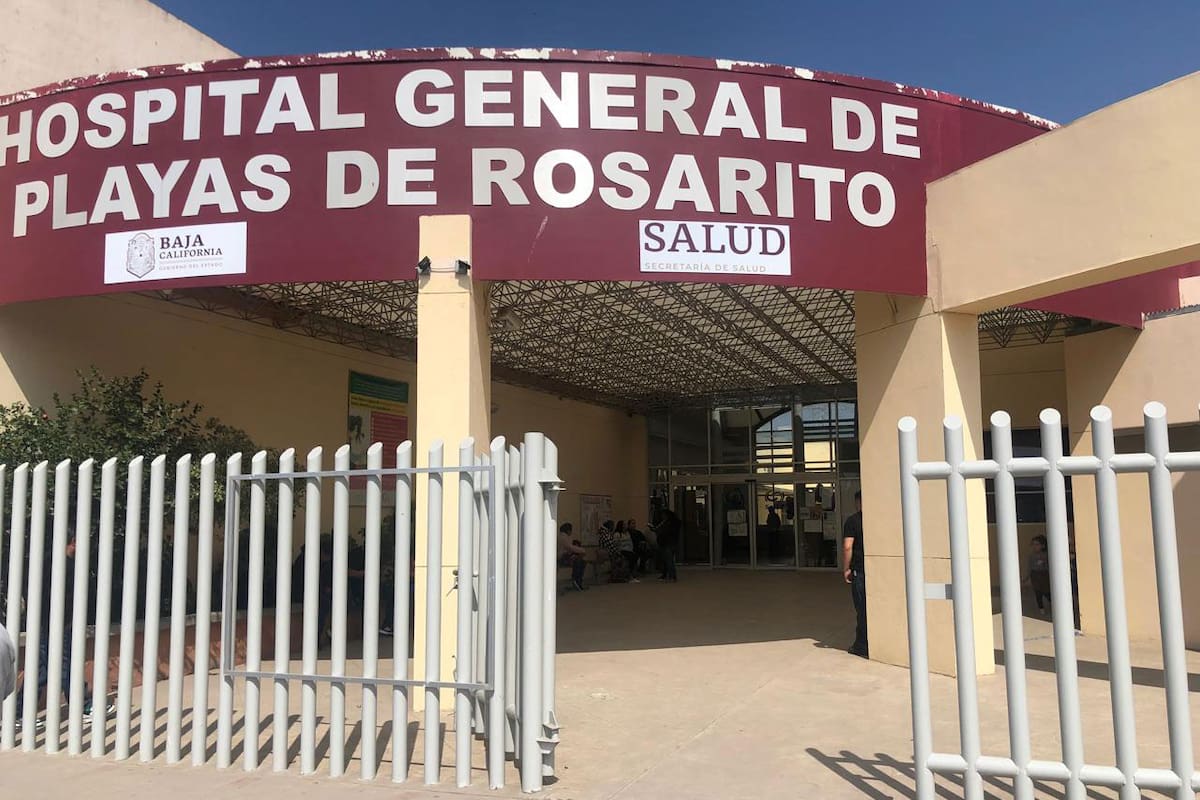 HOSPITAL GENERAL DE
PLAYAS DE ROSARITO
BAJA
CALIFORNIA
GOBIERNO DEL ESTADO
SALUD
SECRETARÍA DE SALUD